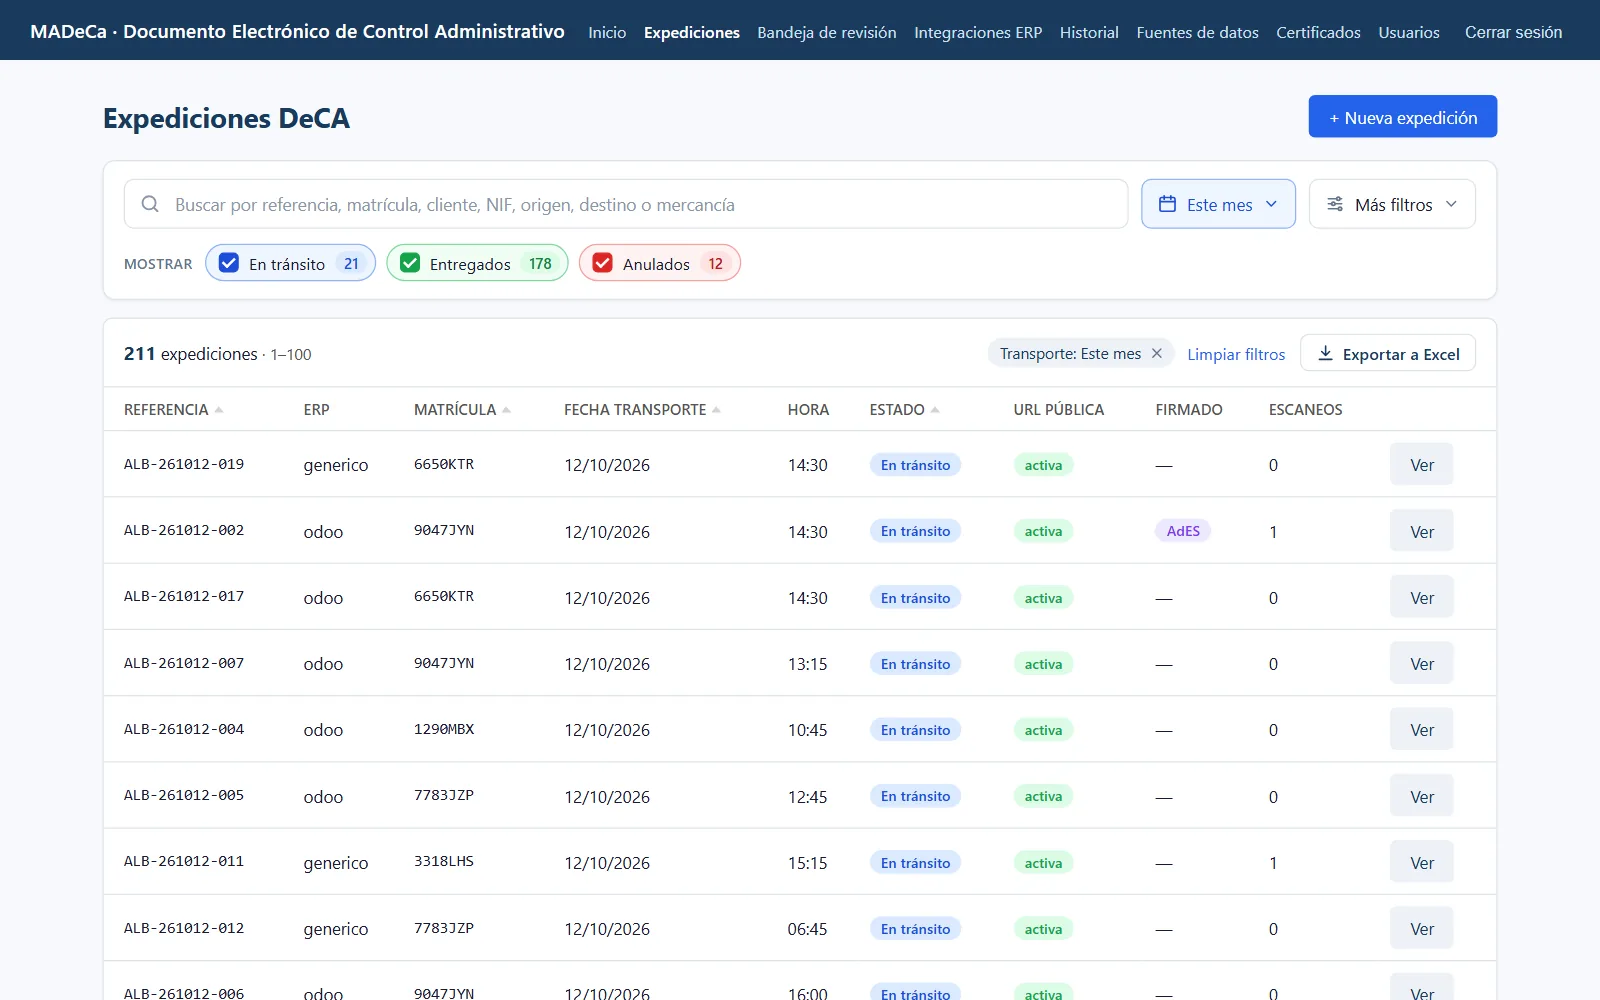 MADeCa · Documento Electrónico de Control Administrativo Inicio Expediciones Bandeja de revisión Integraciones ERP Historial Fuentes de datos Certificados Usuarios Cerrar sesión
Expediciones DeCA + Nueva expedición
Buscar por referencia, matrícula, cliente, NIF, origen, destino o mercancía Este mes Más filtros
MOSTRAR En tránsito 21 Entregados 178 Anulados 12
211 expediciones · 1–100 Transporte: Este mes × Limpiar filtros Exportar a Excel
REFERENCIA ERP MATRÍCULA FECHA TRANSPORTE HORA ESTADO URL PÚBLICA FIRMADO ESCANEOS
ALB-261012-019 generico 6650KTR 12/10/2026 14:30 En tránsito activa — 0 Ver
ALB-261012-002 odoo 9047JYN 12/10/2026 14:30 En tránsito activa AdES 1 Ver
ALB-261012-017 odoo 6650KTR 12/10/2026 14:30 En tránsito activa — 0 Ver
ALB-261012-007 odoo 9047JYN 12/10/2026 13:15 En tránsito activa — 0 Ver
ALB-261012-004 odoo 1290MBX 12/10/2026 10:45 En tránsito activa — 0 Ver
ALB-261012-005 odoo 7783JZP 12/10/2026 12:45 En tránsito activa — 0 Ver
ALB-261012-011 generico 3318LHS 12/10/2026 15:15 En tránsito activa — 1 Ver
ALB-261012-012 generico 7783JZP 12/10/2026 06:45 En tránsito activa — 0 Ver
ALB-261012-006 odoo 9047JYN 12/10/2026 16:00 En tránsito activa — 0 Ver